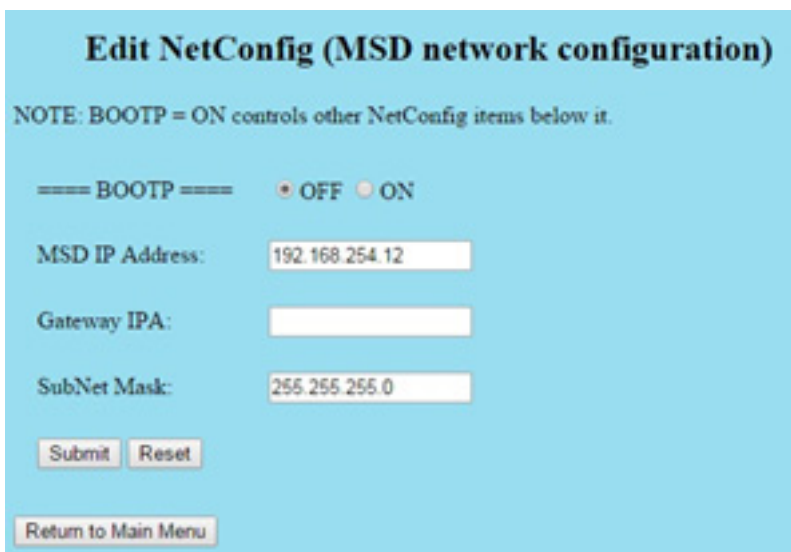 Edit NetConfig (MSD network configuration)
NOTE: BOOTP = ON controls other NetConfig items below it.
==== BOOTP ==== OFF ON
MSD IP Address: 192.168.254.12
Gateway IPA:
SubNet Mask: 255.255.255.0
Submit Reset
Return to Main Menu